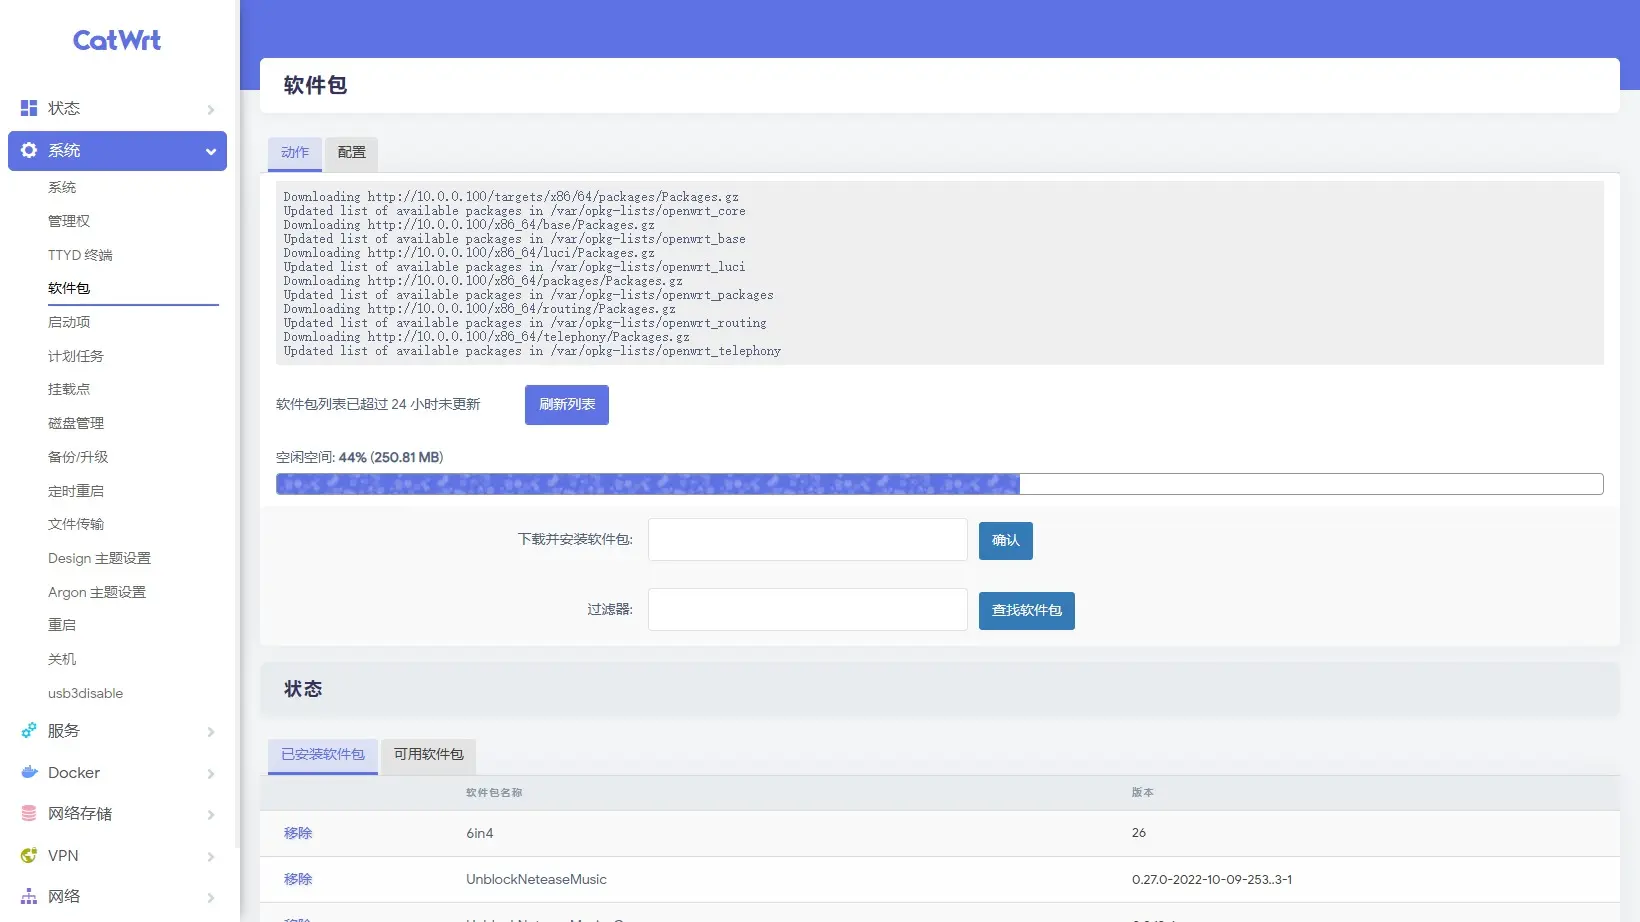 CatWrt
状态
系统
系统
管理权
TTYD 终端
软件包
启动项
计划任务
挂载点
磁盘管理
备份/升级
定时重启
文件传输
Design 主题设置
Argon 主题设置
重启
关机
usb3disable
服务
Docker
网络存储
VPN
网络
软件包
动作 配置
Downloading http://10.0.0.100/targets/x86/64/packages/Packages.gz
Updated list of available packages in /var/opkg-lists/openwrt_core
Downloading http://10.0.0.100/x86_64/base/Packages.gz
Updated list of available packages in /var/opkg-lists/openwrt_base
Downloading http://10.0.0.100/x86_64/luci/Packages.gz
Updated list of available packages in /var/opkg-lists/openwrt_luci
Downloading http://10.0.0.100/x86_64/packages/Packages.gz
Updated list of available packages in /var/opkg-lists/openwrt_packages
Downloading http://10.0.0.100/x86_64/routing/Packages.gz
Updated list of available packages in /var/opkg-lists/openwrt_routing
Downloading http://10.0.0.100/x86_64/telephony/Packages.gz
Updated list of available packages in /var/opkg-lists/openwrt_telephony
软件包列表已超过 24 小时未更新 刷新列表
空闲空间: 44% (250.81 MB)
下载并安装软件包: 确认
过滤器: 查找软件包
状态
已安装软件包 可用软件包
软件包名称 版本
移除 6in4 26
移除 UnblockNeteaseMusic 0.27.0-2022-10-09-253..3-1